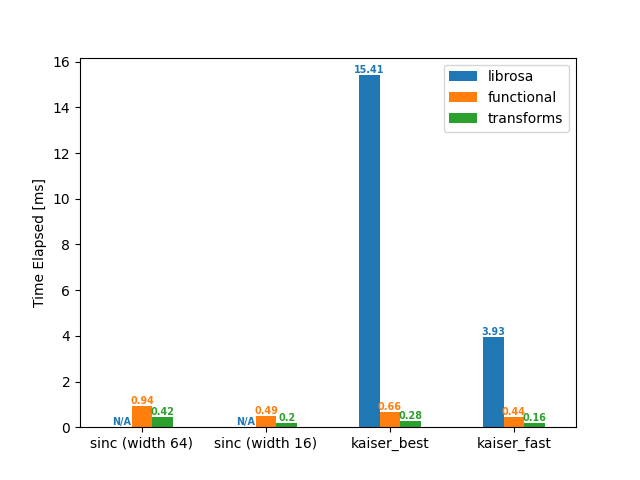 16
14
12
10
8
6
4
2
0
Time Elapsed [ms]
librosa
functional
transforms
15.41
3.93
N/A 0.94 0.42
N/A 0.49 0.2
0.66 0.28
0.44 0.16
sinc (width 64) sinc (width 16) kaiser_best kaiser_fast